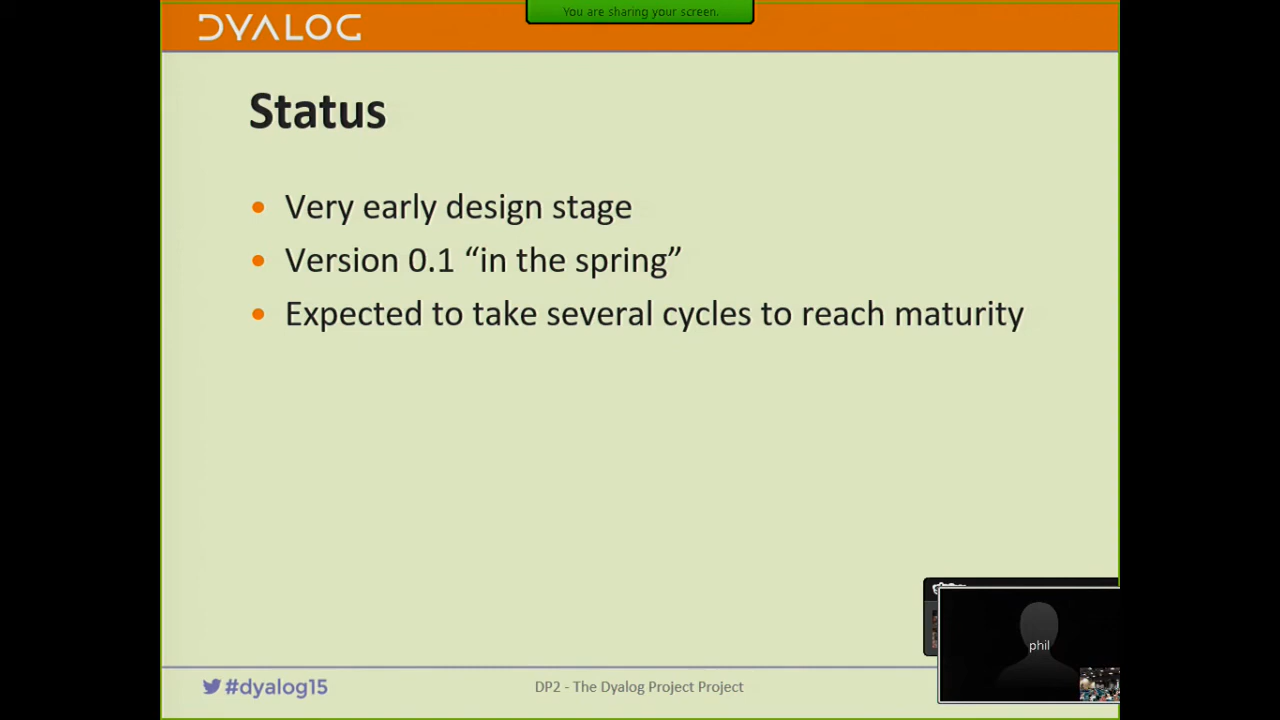 You are sharing your screen.
DYALOG
Status
• Very early design stage
• Version 0.1 “in the spring”
• Expected to take several cycles to reach maturity
phil
#dyalog15
DP2 - The Dyalog Project Project